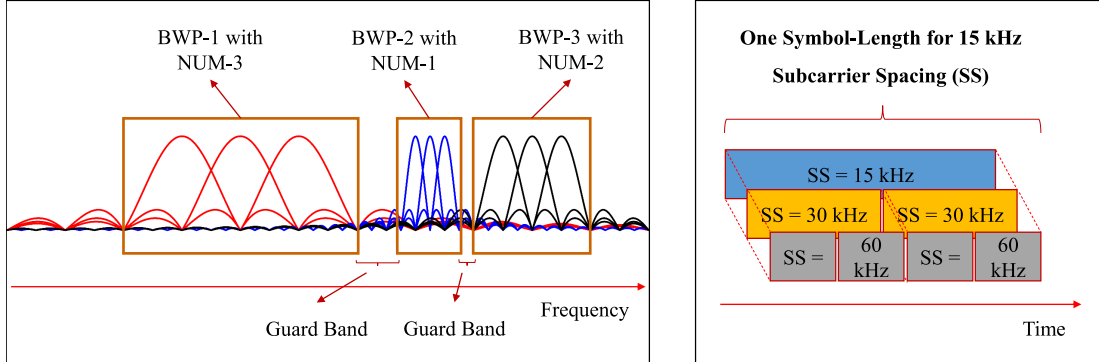 BWP-1 with
NUM-3
BWP-2 with
NUM-1
BWP-3 with
NUM-2
Frequency
Guard Band
Guard Band
One Symbol-Length for 15 kHz
Subcarrier Spacing (SS)
SS = 15 kHz
SS = 30 kHz
SS = 30 kHz
SS =
60
kHz
SS =
60
kHz
Time